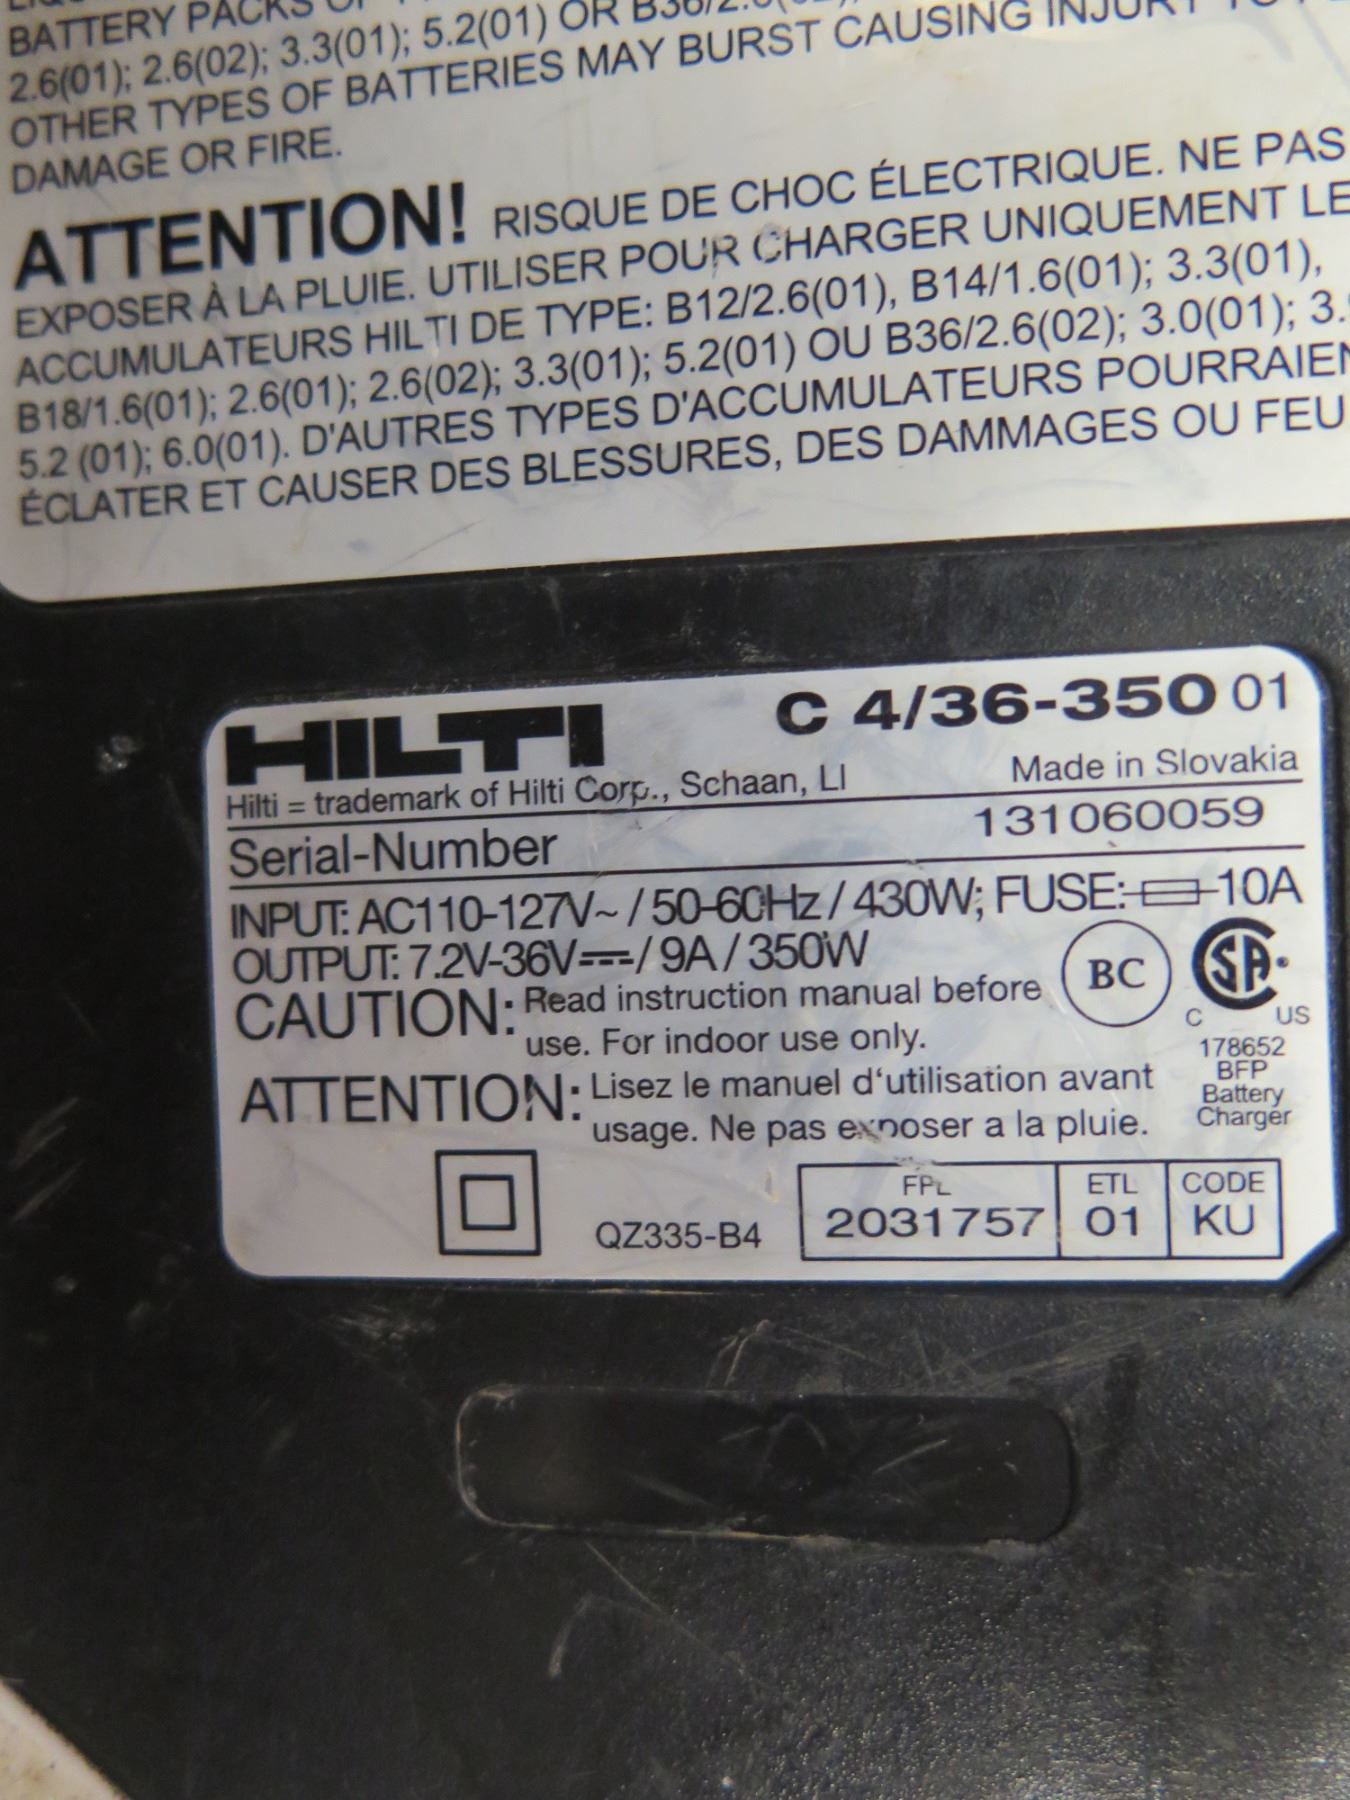 BATTERY PACKS OF
2.6(01); 2.6(02); 3.3(01); 5.2(01) OR
OTHER TYPES OF BATTERIES MAY BURST CAUSING INJURY TO
DAMAGE OR FIRE.
ATTENTION! RISQUE DE CHOC ÉLECTRIQUE. NE PAS
EXPOSER À LA PLUIE. UTILISER POUR CHARGER UNIQUEMENT LE
ACCUMULATEURS HILTI DE TYPE: B12/2.6(01), B14/1.6(01); 3.3(01),
B18/1.6(01); 2.6(01); 2.6(02); 3.3(01); 5.2(01) OU B36/2.6(02); 3.0(01); 3.
5.2 (01); 6.0(01). D'AUTRES TYPES D'ACCUMULATEURS POURRAIEN
ÉCLATER ET CAUSER DES BLESSURES, DES DAMMAGES OU FEU
HILTI C 4/36-350 01
Hilti = trademark of Hilti Corp., Schaan, LI Made in Slovakia
Serial-Number 131060059
INPUT: AC110-127V~ / 50-60Hz / 430W; FUSE: 10A
OUTPUT: 7.2V-36V⎓ / 9A / 350W
CAUTION: Read instruction manual before
use. For indoor use only.
BC
CSA
C US
178652
BFP
Battery
Charger
ATTENTION: Lisez le manuel d'utilisation avant
usage. Ne pas exposer a la pluie.
QZ335-B4
FPL ETL CODE
2031757 01 KU